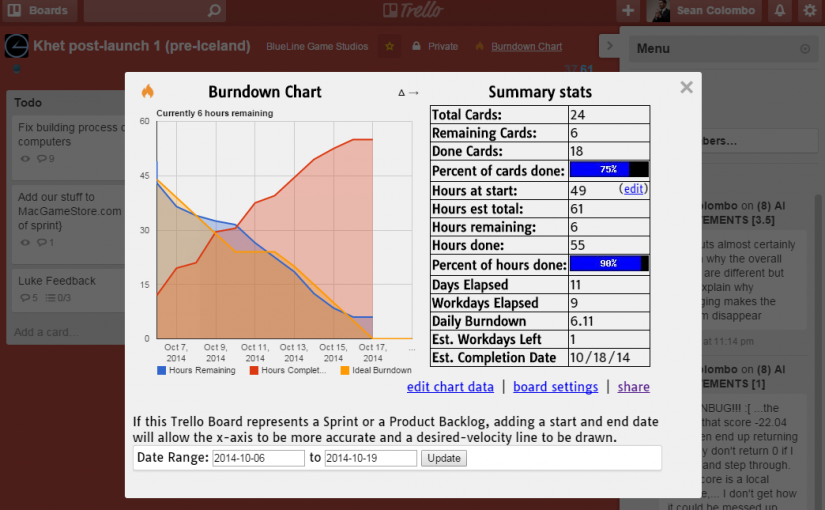 Boards
Trello
Sean Colombo
Khet post-launch 1 (pre-Iceland)
BlueLine Game Studios
Private
Burndown Chart
Menu
Todo
Fix building process
computers
9
Add our stuff to
MacGameStore.com
of sprint)
1
Luke Feedback
5 0/3
Add a card…
Burndown Chart
Δ →
Currently 6 hours remaining
60
45
30
15
0
Oct 7, 2014
Oct 9, 2014
Oct 11, 2014
Oct 13, 2014
Oct 15, 2014
Oct 17, 2014
...
Hours Remaining
Hours Complet...
Ideal Burndown
Summary stats
Total Cards: 24
Remaining Cards: 6
Done Cards: 18
Percent of cards done: 75%
Hours at start: 49 (edit)
Hours est total: 61
Hours remaining: 6
Hours done: 55
Percent of hours done: 90%
Days Elapsed 11
Workdays Elapsed 9
Daily Burndown 6.11
Est. Workdays Left 1
Est. Completion Date 10/18/14
edit chart data | board settings | share
If this Trello Board represents a Sprint or a Product Backlog, adding a start and end date
will allow the x-axis to be more accurate and a desired-velocity line to be drawn.
Date Range: 2014-10-06 to 2014-10-19 Update
bers…
olombo on (8) AI
EMENTS [3.5]
uts almost certainly
why the overall
are different but
explain why
ging makes the
m disappear
at 11:14 pm
olombo on (8) AI
EMENTS [1]
NBUG!!! :[ ...the
that score -22.04
en end up returning
y don't return 0 if I
and step through.
core is a local
e,... I don't get how
it could be messed up